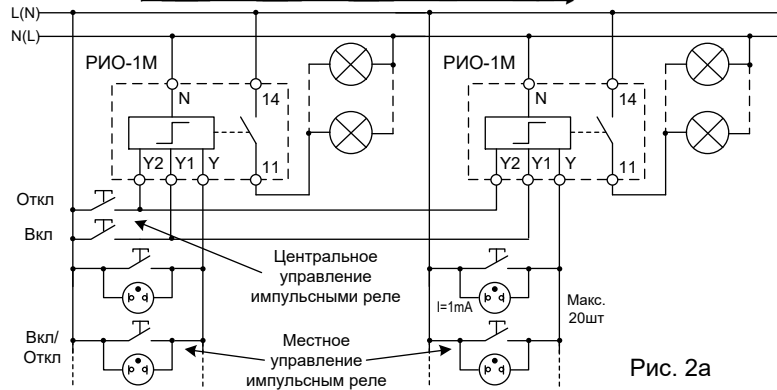 L(N)
N(L)
РИО-1М
РИО-1М
N
14
N
14
Y2
Y1
Y
11
Y2
Y1
Y
11
Откл
Вкл
Центральное
управление
импульсными реле
I=1mA
Макс.
20шт
Вкл/
Откл
Местное
управление
импульсным реле
Рис. 2а